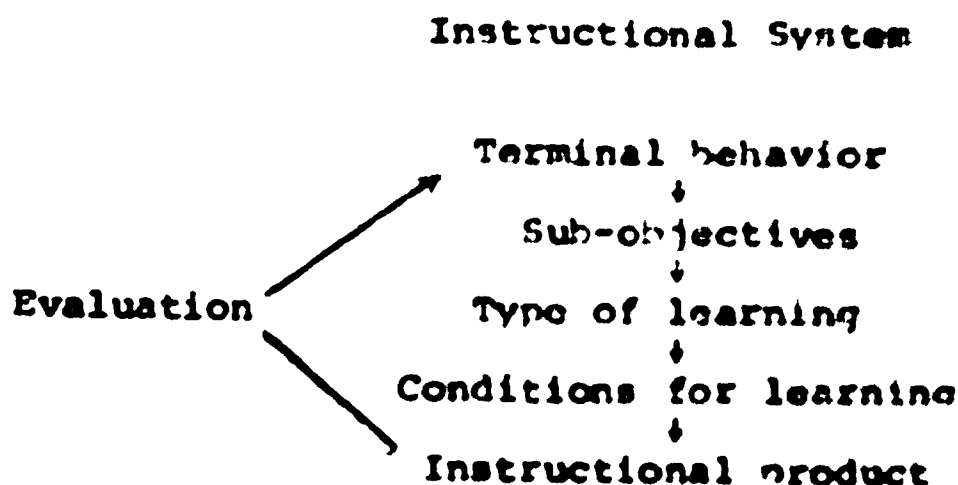 Instructional System
Terminal behavior
Sub-objectives
Evaluation
Type of learning
Conditions for learning
Instructional product